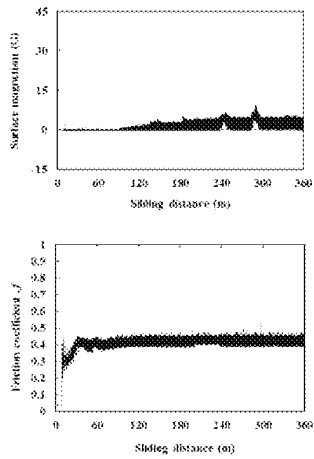 45
30
15
0
-15
Surface magnetism (G)
0 60 120 180 240 300 360
Sliding distance (m)
1
0.9
0.8
0.7
0.6
0.5
0.4
0.3
0.2
0.1
0
Friction coefficient f
0 60 120 180 240 300 360
Sliding distance (m)